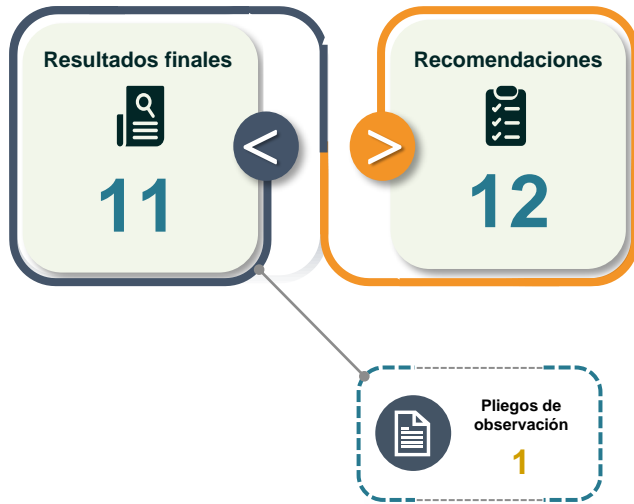 Resultados finales
11
<
>
Recomendaciones
12
Pliegos de
observación
1